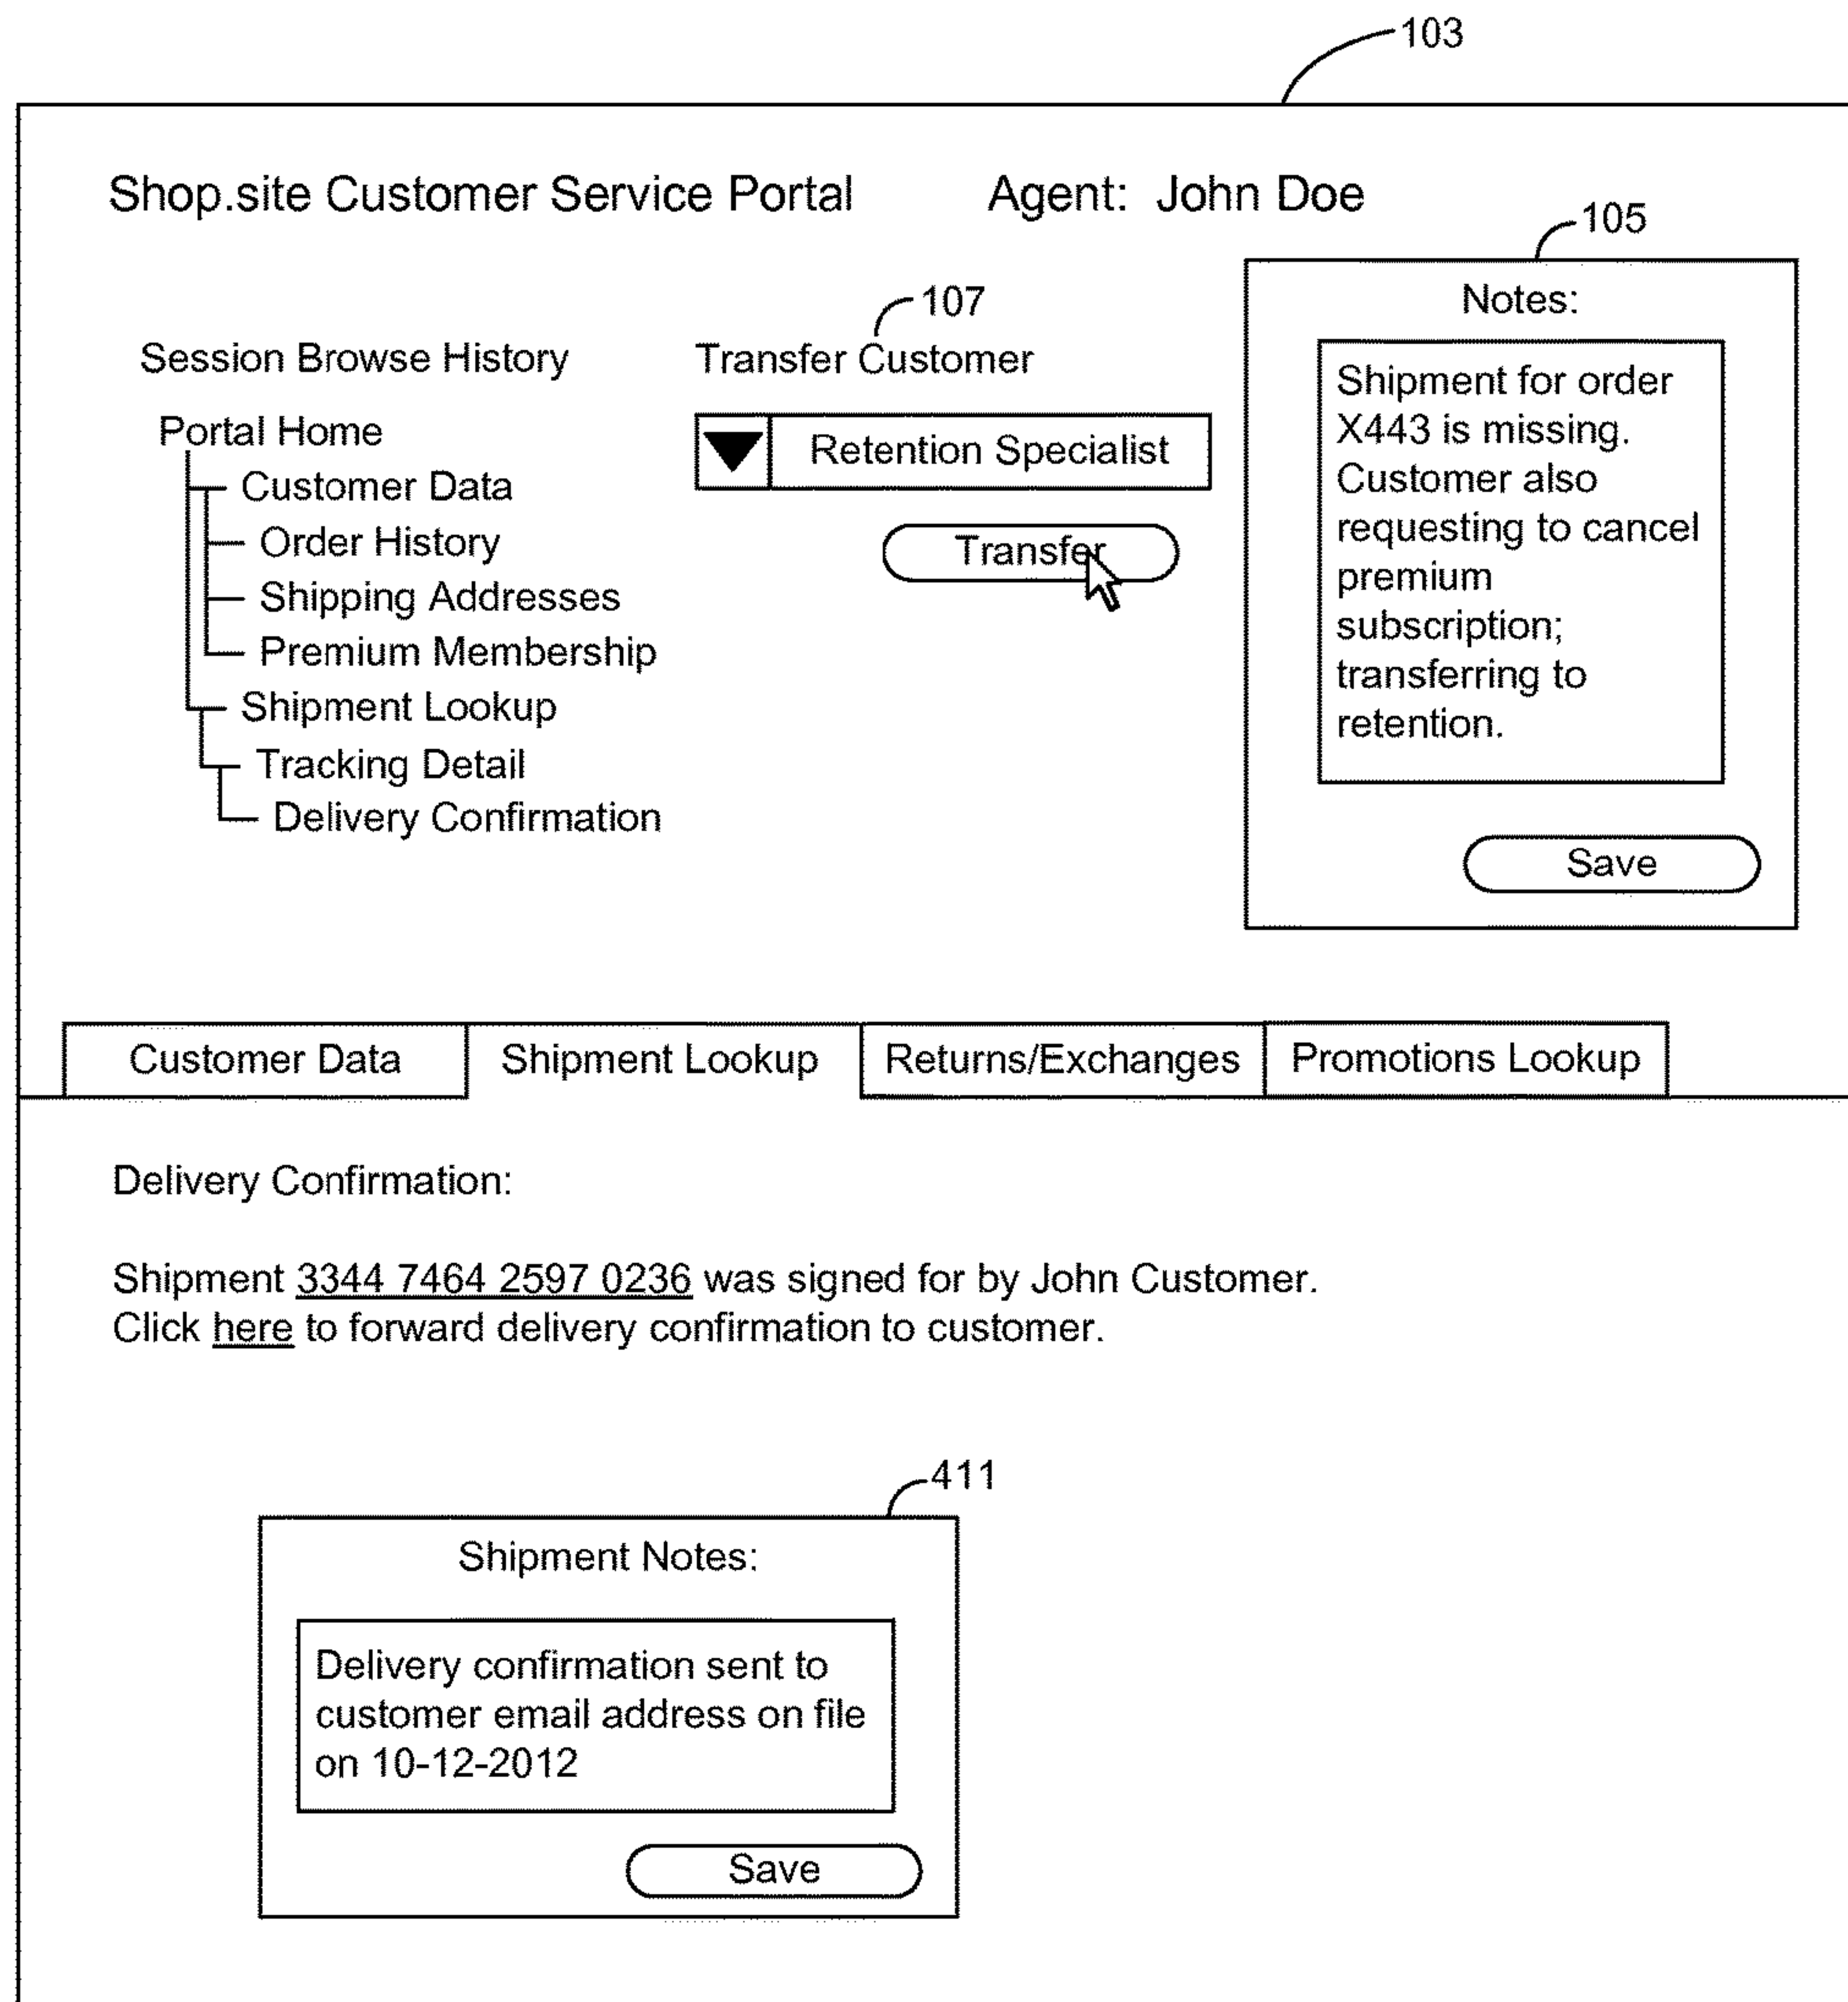 103
Shop.site Customer Service Portal
Agent: John Doe
105
107
Session Browse History
Portal Home
Customer Data
Order History
Shipping Addresses
Premium Membership
Shipment Lookup
Tracking Detail
Delivery Confirmation
Transfer Customer
Retention Specialist
Transfer
Notes:
Shipment for order
X443 is missing.
Customer also
requesting to cancel
premium
subscription;
transferring to
retention.
Save
Customer Data
Shipment Lookup
Returns/Exchanges
Promotions Lookup
Delivery Confirmation:
Shipment 3344 7464 2597 0236 was signed for by John Customer.
Click here to forward delivery confirmation to customer.
411
Shipment Notes:
Delivery confirmation sent to
customer email address on file
on 10-12-2012
Save